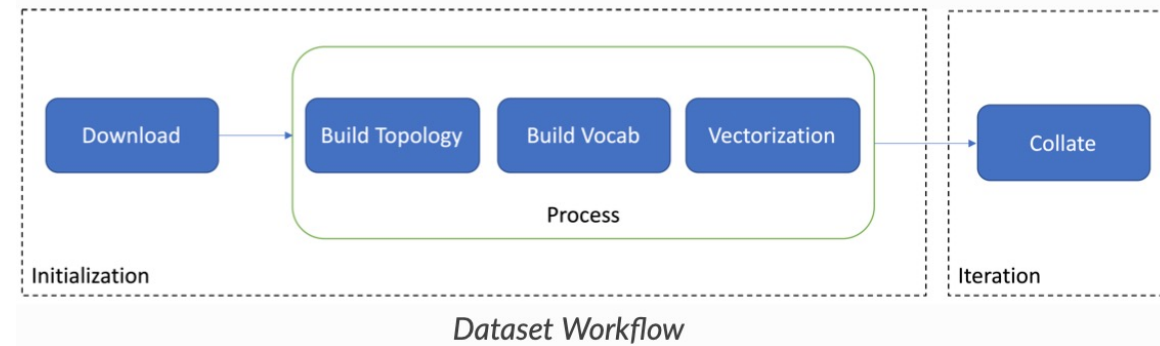 Download
Build Topology
Build Vocab
Vectorization
Collate
Process
Initialization
Iteration
Dataset Workflow